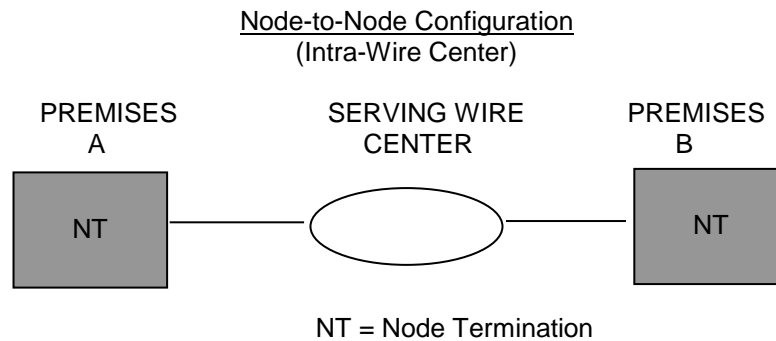 Node-to-Node Configuration
(Intra-Wire Center)
PREMISES
A
SERVING WIRE
CENTER
PREMISES
B
NT
NT
NT = Node Termination